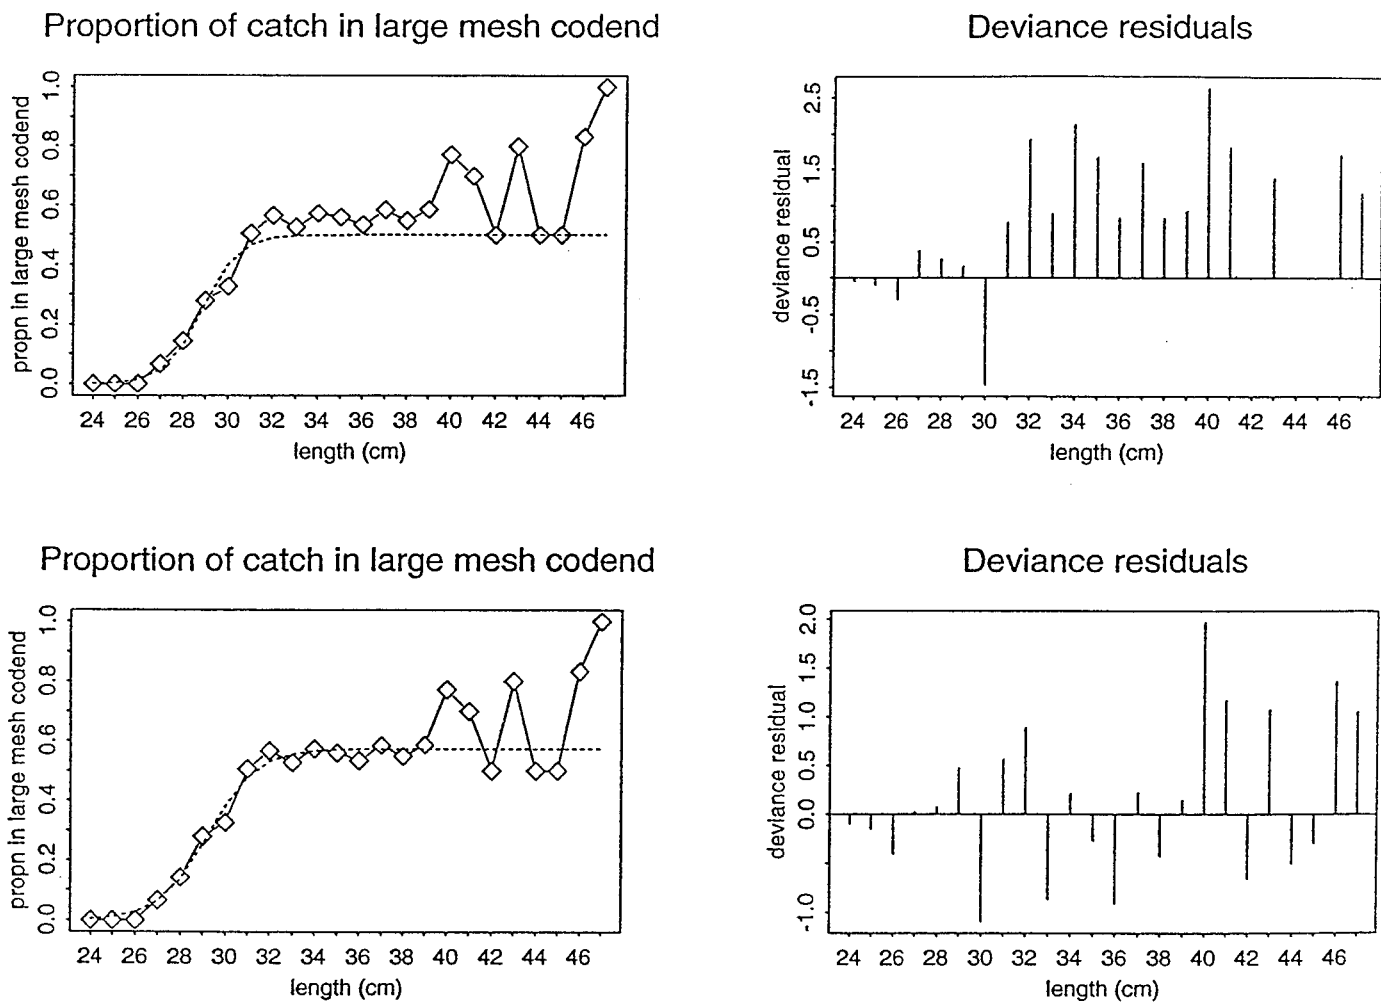 Proportion of catch in large mesh codend
Deviance residuals
propn in large mesh codend
0.0 0.2 0.4 0.6 0.8 1.0
24 26 28 30 32 34 36 38 40 42 44 46
length (cm)
deviance residual
-1.5 -0.5 0.5 1.5 2.5
24 26 28 30 32 34 36 38 40 42 44 46
length (cm)
Proportion of catch in large mesh codend
Deviance residuals
propn in large mesh codend
0.0 0.2 0.4 0.6 0.8 1.0
24 26 28 30 32 34 36 38 40 42 44 46
length (cm)
deviance residual
-1.0 0.0 0.5 1.0 1.5 2.0
24 26 28 30 32 34 36 38 40 42 44 46
length (cm)